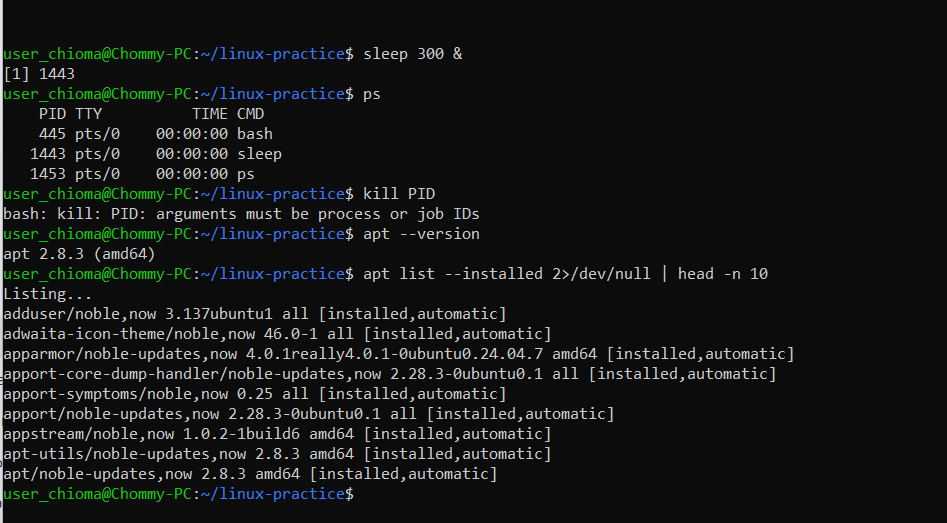 user_chioma@Chommy-PC:~/linux-practice$ sleep 300 &
[1] 1443
user_chioma@Chommy-PC:~/linux-practice$ ps
    PID TTY          TIME CMD
    445 pts/0    00:00:00 bash
   1443 pts/0    00:00:00 sleep
   1453 pts/0    00:00:00 ps
user_chioma@Chommy-PC:~/linux-practice$ kill PID
bash: kill: PID: arguments must be process or job IDs
user_chioma@Chommy-PC:~/linux-practice$ apt --version
apt 2.8.3 (amd64)
user_chioma@Chommy-PC:~/linux-practice$ apt list --installed 2>/dev/null | head -n 10
Listing...
adduser/noble,now 3.137ubuntu1 all [installed,automatic]
adwaita-icon-theme/noble,now 46.0-1 all [installed,automatic]
apparmor/noble-updates,now 4.0.1really4.0.1-0ubuntu0.24.04.7 amd64 [installed,automatic]
apport-core-dump-handler/noble-updates,now 2.28.3-0ubuntu0.1 all [installed,automatic]
apport-symptoms/noble,now 0.25 all [installed,automatic]
apport/noble-updates,now 2.28.3-0ubuntu0.1 all [installed,automatic]
appstream/noble,now 1.0.2-1build6 amd64 [installed,automatic]
apt-utils/noble-updates,now 2.8.3 amd64 [installed,automatic]
apt/noble-updates,now 2.8.3 amd64 [installed,automatic]
user_chioma@Chommy-PC:~/linux-practice$